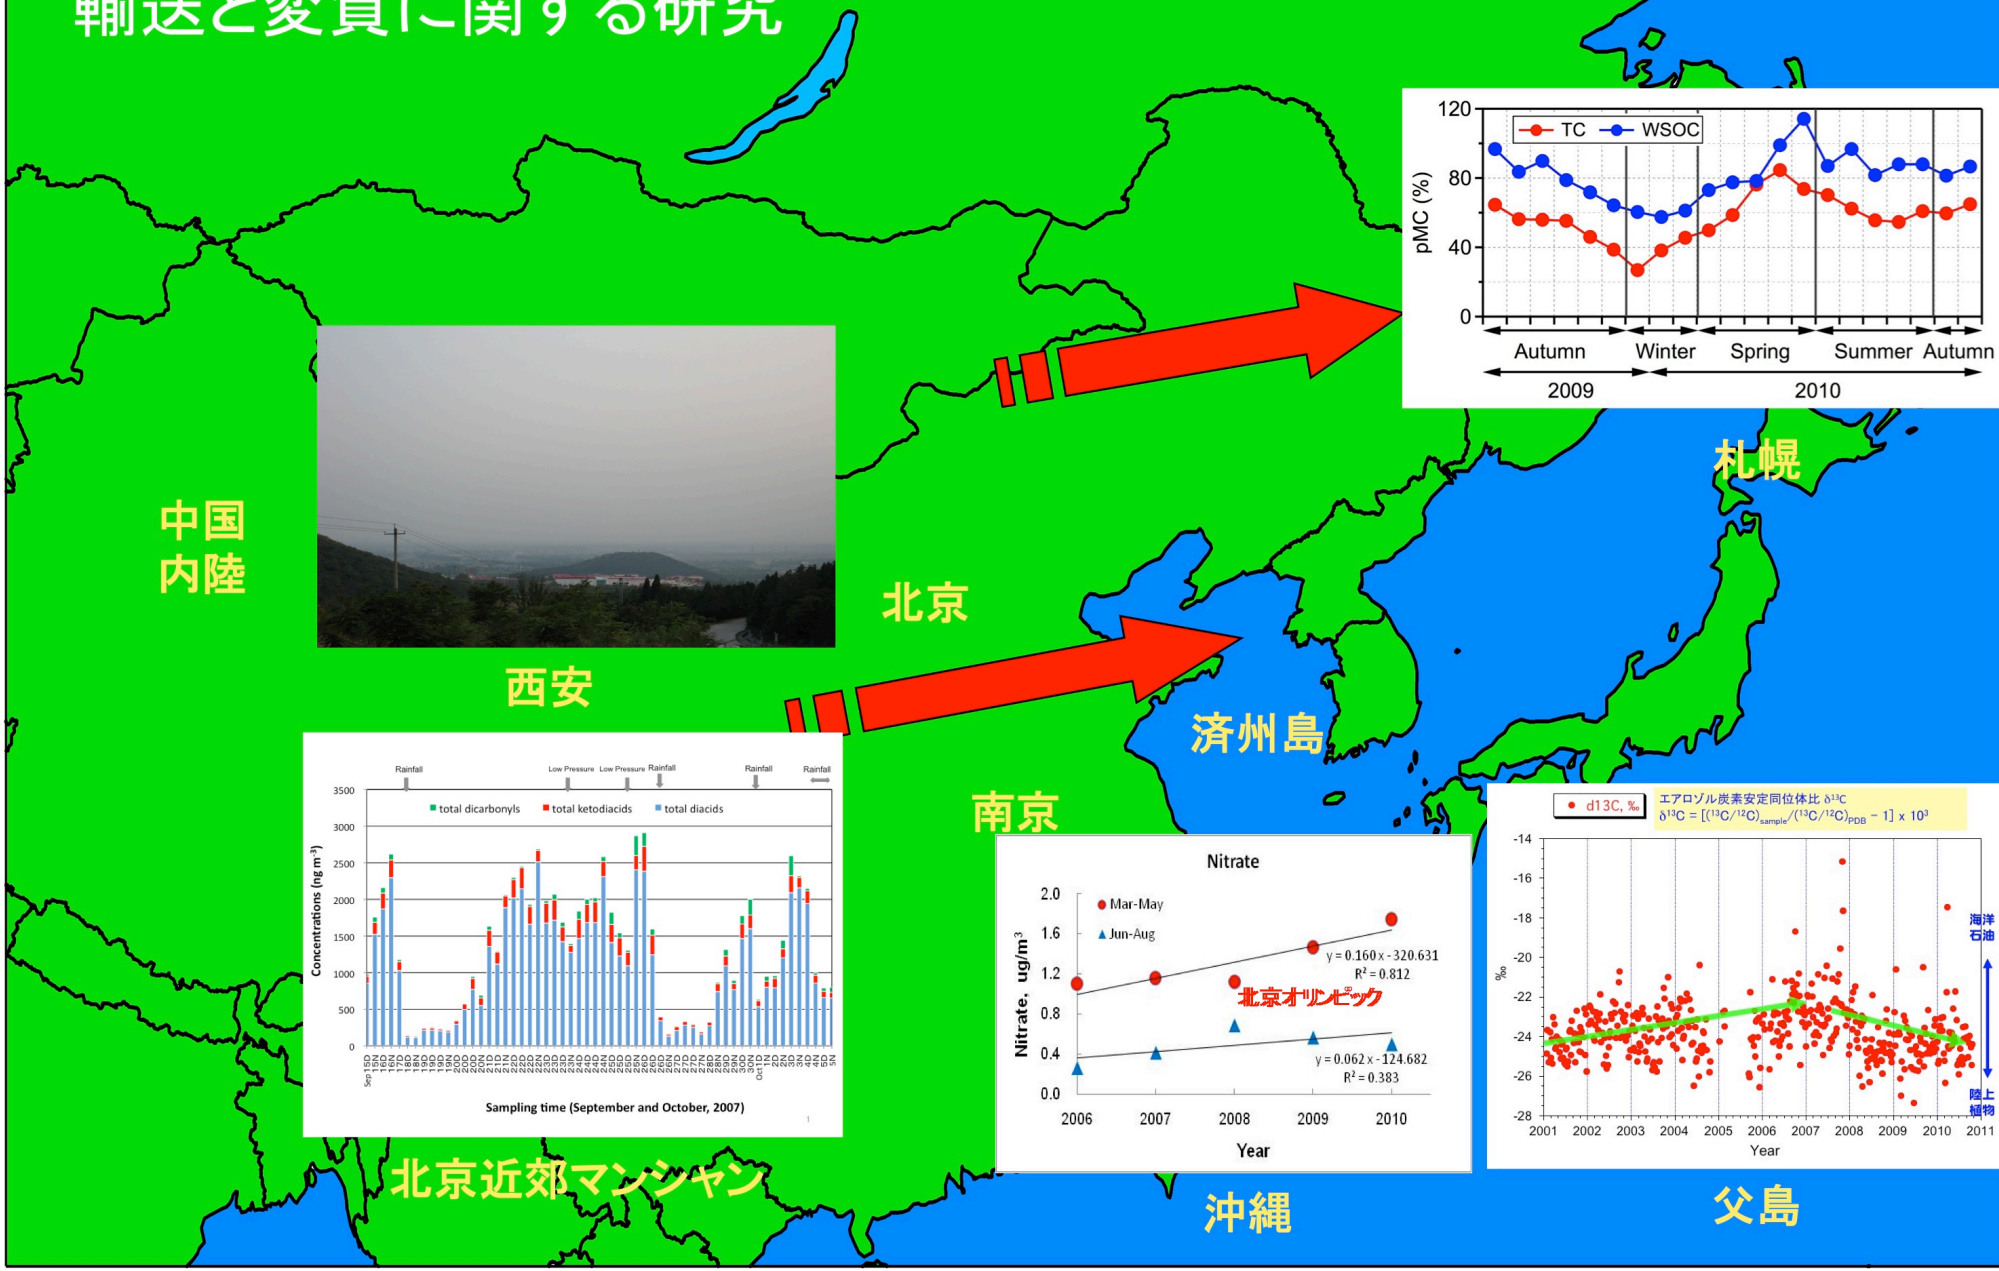 輸送と変質に関する研究
120
TC WSOC
80
pMC (%)
40
0
Autumn Winter Spring Summer Autumn
2009 2010
札幌
中国
内陸
北京
西安
済州島
南京
Rainfall Low Pressure Low Pressure Rainfall Rainfall Rainfall
total dicarbonyls total ketodiacids total diacids
3500
3000
2500
2000
1500
1000
500
0
Concentrations (ng m-3)
Sampling time (September and October, 2007)
1
北京近郊マンシャン
Nitrate
Mar-May
Jun-Aug
2.0
1.6
1.2
0.8
0.4
0.0
Nitrate, ug/m3
y = 0.160x - 320.631
R² = 0.812
北京オリンピック
y = 0.062x - 124.682
R² = 0.383
2006 2007 2008 2009 2010
Year
沖縄
d13C, ‰
エアロゾル炭素安定同位体比 δ13C
δ13C = [(13C/12C)sample/(13C/12C)PDB - 1] x 10³
-14
-16
-18
-20
-22
-24
-26
-28
‰
海洋
石油
陸上
植物
2001 2002 2003 2004 2005 2006 2007 2008 2009 2010 2011
Year
父島